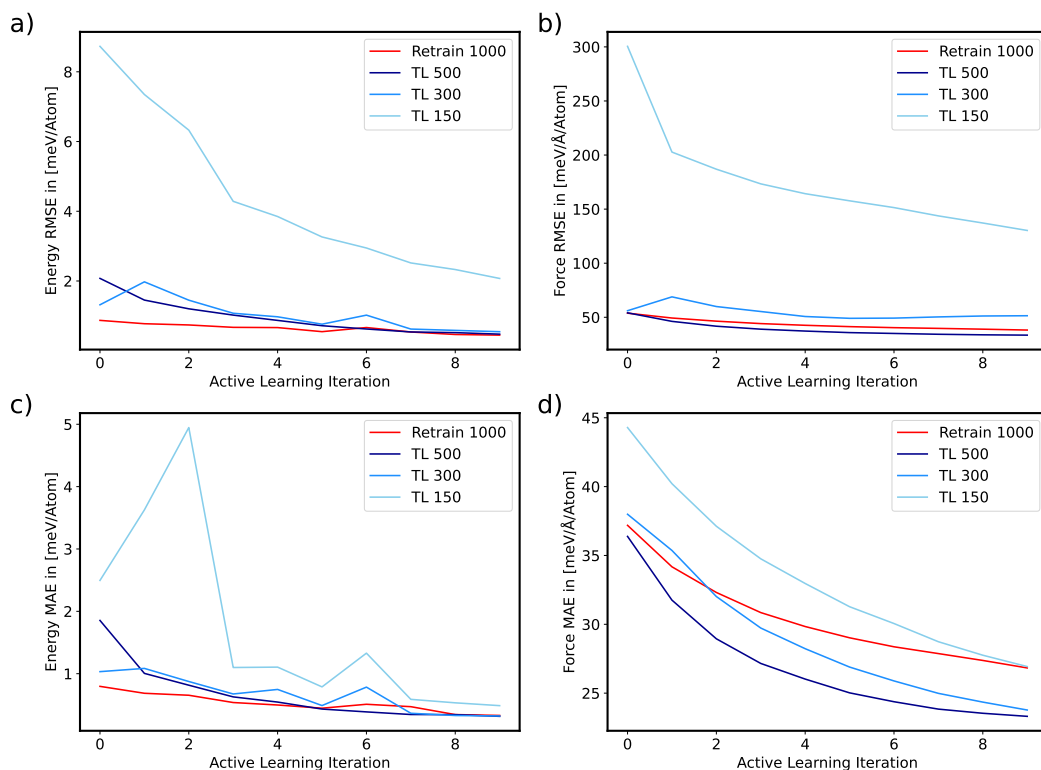 a)
Energy RMSE in [meV/Atom]
8
6
4
2
0
2
4
6
8
Active Learning Iteration
Retrain 1000
TL 500
TL 300
TL 150
b)
Force RMSE in [meV/Å/Atom]
300
250
200
150
100
50
0
2
4
6
8
Active Learning Iteration
Retrain 1000
TL 500
TL 300
TL 150
c)
Energy MAE in [meV/Atom]
5
4
3
2
1
0
2
4
6
8
Active Learning Iteration
Retrain 1000
TL 500
TL 300
TL 150
d)
Force MAE in [meV/Å/Atom]
45
40
35
30
25
0
2
4
6
8
Active Learning Iteration
Retrain 1000
TL 500
TL 300
TL 150